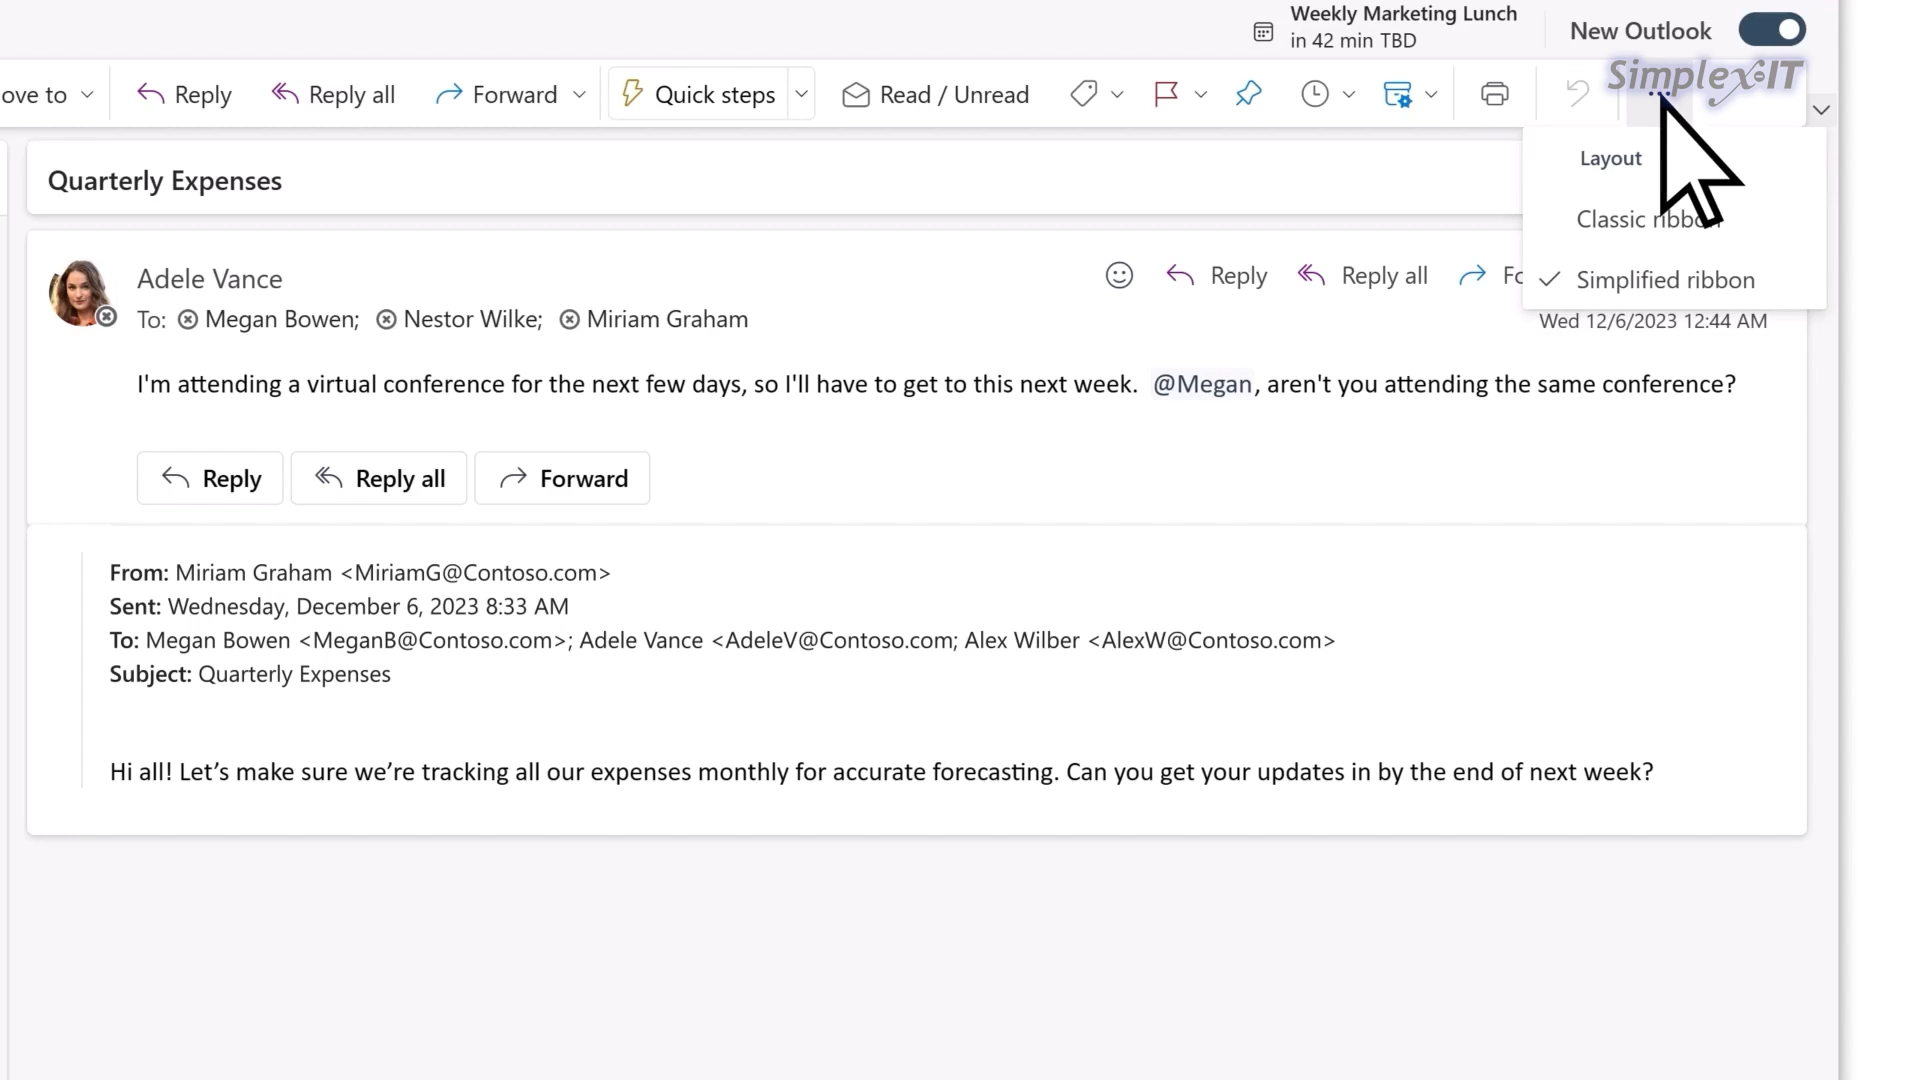 Weekly Marketing Lunch
in 42 min TBD
New Outlook
Simplex-IT
ove to
Reply
Reply all
Forward
Quick steps
Read / Unread
Layout
Classic ribbon
Simplified ribbon
Quarterly Expenses
Adele Vance
Reply
Reply all
Fo
To: Megan Bowen; Nestor Wilke; Miriam Graham
Wed 12/6/2023 12:44 AM
I'm attending a virtual conference for the next few days, so I'll have to get to this next week. @Megan, aren't you attending the same conference?
Reply
Reply all
Forward
From: Miriam Graham <MiriamG@Contoso.com>
Sent: Wednesday, December 6, 2023 8:33 AM
To: Megan Bowen <MeganB@Contoso.com>; Adele Vance <AdeleV@Contoso.com; Alex Wilber <AlexW@Contoso.com>
Subject: Quarterly Expenses
Hi all! Let’s make sure we’re tracking all our expenses monthly for accurate forecasting. Can you get your updates in by the end of next week?